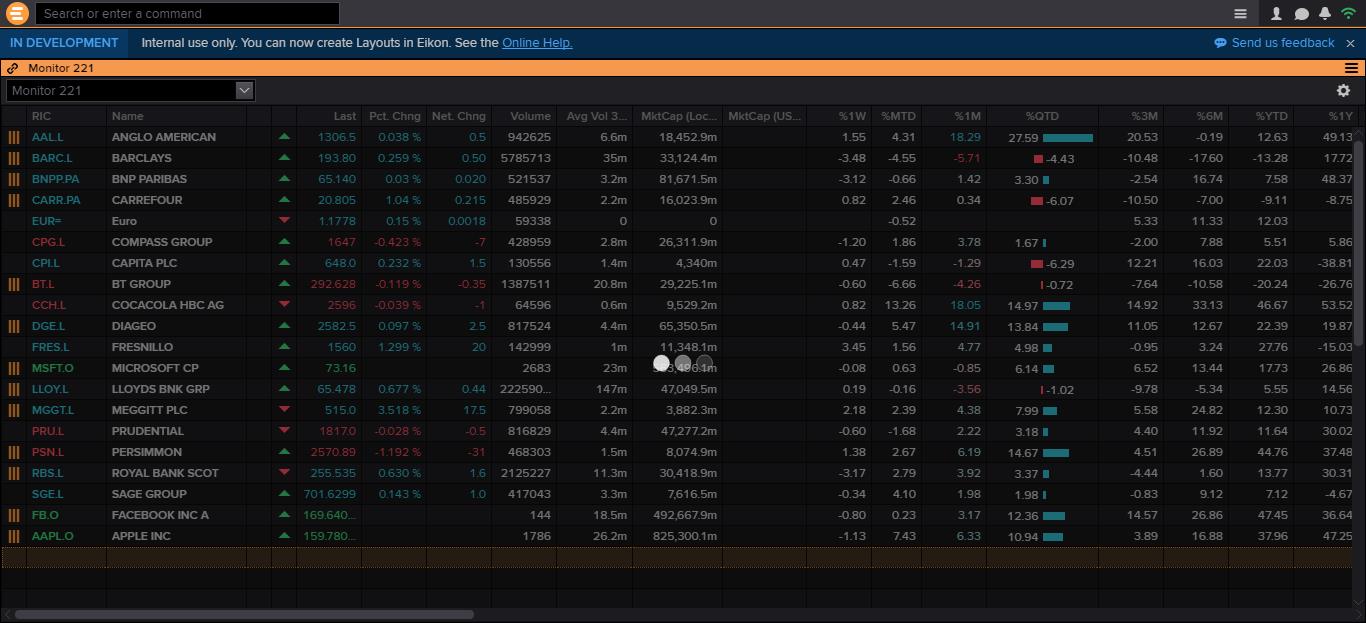 Search or enter a command
IN DEVELOPMENT Internal use only. You can now create Layouts in Eikon. See the Online Help. Send us feedback
Monitor 221
Monitor 221
RIC Name Last Pct. Chng Net. Chng Volume Avg Vol 3... MktCap (Loc... MktCap (US... %1W %MTD %1M %QTD %3M %6M %YTD %1Y
AAL.L ANGLO AMERICAN 1306.5 0.038 % 0.5 942625 6.6m 18,452.9m 1.55 4.31 18.29 27.59 20.53 -0.19 12.63 49.13
BARC.L BARCLAYS 193.80 0.259 % 0.50 5785713 35m 33,124.4m -3.48 -4.55 -5.71 -4.43 -10.48 -17.60 -13.28 17.72
BNPP.PA BNP PARIBAS 65.140 0.03 % 0.020 521537 3.2m 81,671.5m -3.12 -0.66 1.42 3.30 -2.54 16.74 7.58 48.37
CARR.PA CARREFOUR 20.805 1.04 % 0.215 485929 2.2m 16,023.9m 0.82 2.46 0.34 -6.07 -10.50 -7.00 -9.11 -8.75
EUR= Euro 1.1778 0.15 % 0.0018 59338 0 0 -0.52 5.33 11.33 12.03
CPG.L COMPASS GROUP 1647 -0.423 % -7 428959 2.8m 26,311.9m -1.20 1.86 3.78 1.67 -2.00 7.88 5.51 5.86
CPI.L CAPITA PLC 648.0 0.232 % 1.5 130556 1.4m 4,340m 0.47 -1.59 -1.29 -6.29 12.21 16.03 22.03 -38.81
BT.L BT GROUP 292.628 -0.119 % -0.35 1387511 20.8m 29,225.1m -0.60 -6.66 -4.26 -0.72 -7.64 -10.58 -20.24 -26.76
CCH.L COCACOLA HBC AG 2596 -0.039 % -1 64596 0.6m 9,529.2m 0.82 13.26 18.05 14.97 14.92 33.13 46.67 53.52
DGE.L DIAGEO 2582.5 0.097 % 2.5 817524 4.4m 65,350.5m -0.44 5.47 14.91 13.84 11.05 12.67 22.39 19.87
FRES.L FRESNILLO 1560 1.299 % 20 142999 1m 11,348.1m 3.45 1.56 4.77 4.98 -0.95 3.24 27.76 -15.03
MSFT.O MICROSOFT CP 73.16 2683 23m -0.08 0.63 -0.85 6.14 6.52 13.44 17.73 26.86
LLOY.L LLOYDS BNK GRP 65.478 0.677 % 0.44 222590... 147m 47,049.5m 0.19 -0.16 -3.56 -1.02 -9.78 -5.34 5.55 14.56
MGGT.L MEGGITT PLC 515.0 3.518 % 17.5 799058 2.2m 3,882.3m 2.18 2.39 4.38 7.99 5.58 24.82 12.30 10.73
PRU.L PRUDENTIAL 1817.0 -0.028 % -0.5 816829 4.4m 47,277.2m -0.60 -1.68 2.22 3.18 4.40 11.92 11.64 30.02
PSN.L PERSIMMON 2570.89 -1.192 % -31 468303 1.5m 8,074.9m 1.38 2.67 6.19 14.67 4.51 26.89 44.76 37.48
RBS.L ROYAL BANK SCOT 255.535 0.630 % 1.6 2125227 11.3m 30,418.9m -3.17 2.79 3.92 3.37 -4.44 1.60 13.77 30.31
SGE.L SAGE GROUP 701.6299 0.143 % 1.0 417043 3.3m 7,616.5m -0.34 4.10 1.98 1.98 -0.83 9.12 7.12 -4.67
FB.O FACEBOOK INC A 169.640... 144 18.5m 492,667.9m -0.80 0.23 3.17 12.36 14.57 26.86 47.45 36.64
AAPL.O APPLE INC 159.780... 1786 26.2m 825,300.1m -1.13 7.43 6.33 10.94 3.89 16.88 37.96 47.25